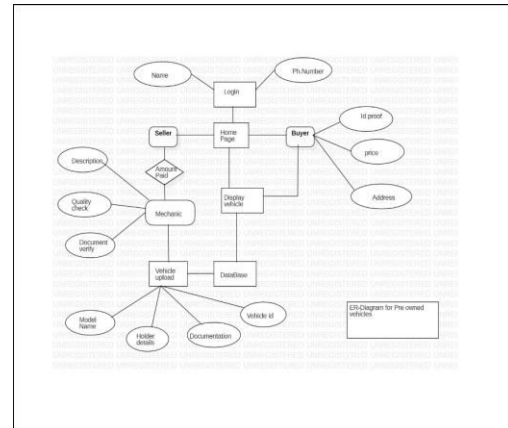 Name
Ph.Number
Login
Id proof
Seller
Home
Page
Buyer
price
Description
Amount
Paid
Quality
check
Display
vehicle
Address
Mechanic
Document
verify
Vehicle
upload
DataBase
Model
Name
Holder
details
Documentation
Vehicle id
ER-Diagram for Pre owned
vehicles